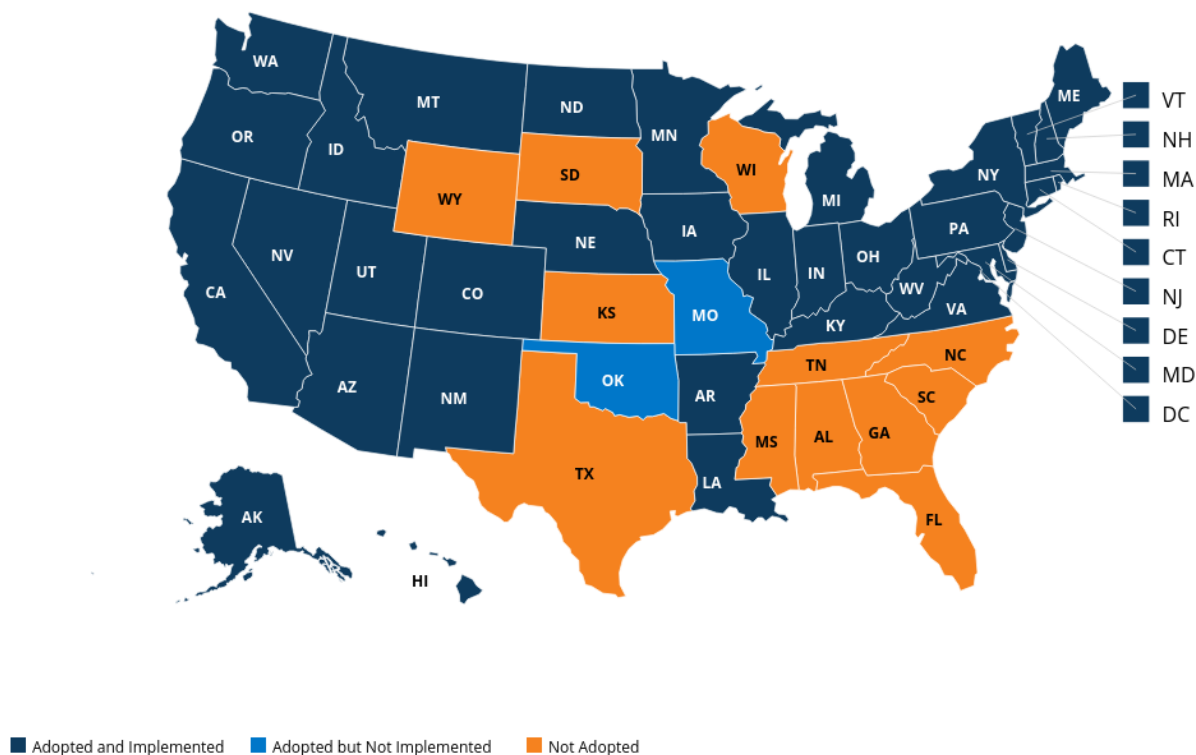 WA
MT
ND
ME
VT
OR
MN
NH
ID
SD
WI
NY
MA
WY
MI
RI
IA
PA
NE
CT
NV
OH
UT
IL
IN
CA
CO
WV
NJ
KS
MO
VA
KY
DE
NC
TN
AZ
OK
MD
NM
AR
SC
DC
MS
AL
GA
TX
LA
AK
FL
HI
Adopted and Implemented
Adopted but Not Implemented
Not Adopted